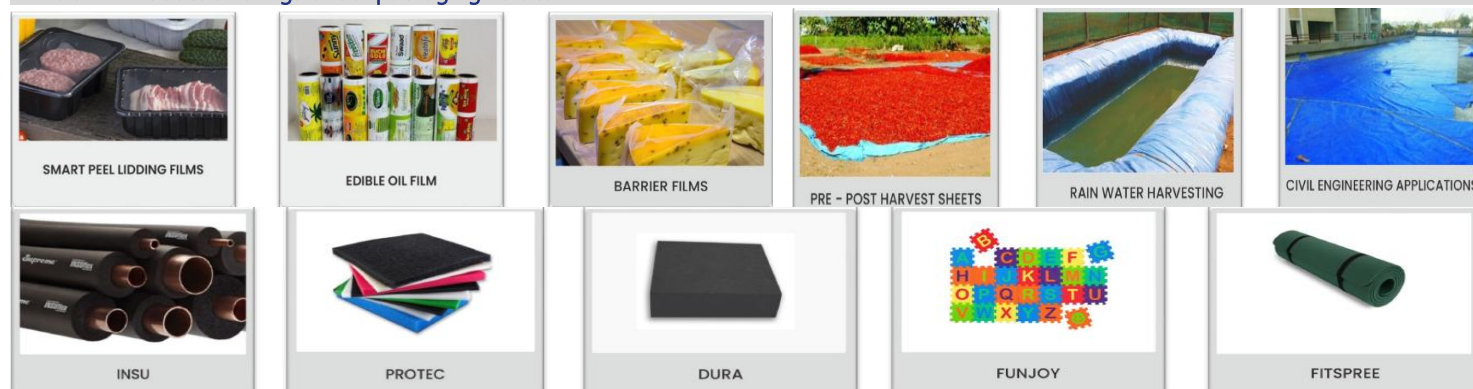 SMART PEEL LIDDING FILMS
EDIBLE OIL FILM
BARRIER FILMS
PRE - POST HARVEST SHEETS
RAIN WATER HARVESTING
CIVIL ENGINEERING APPLICATIONS
Supreme
A C D E F G
B
H I J K L M N
O P Q R S T U
V W X Y Z
INSU
PROTEC
DURA
FUNJOY
FITSPREE